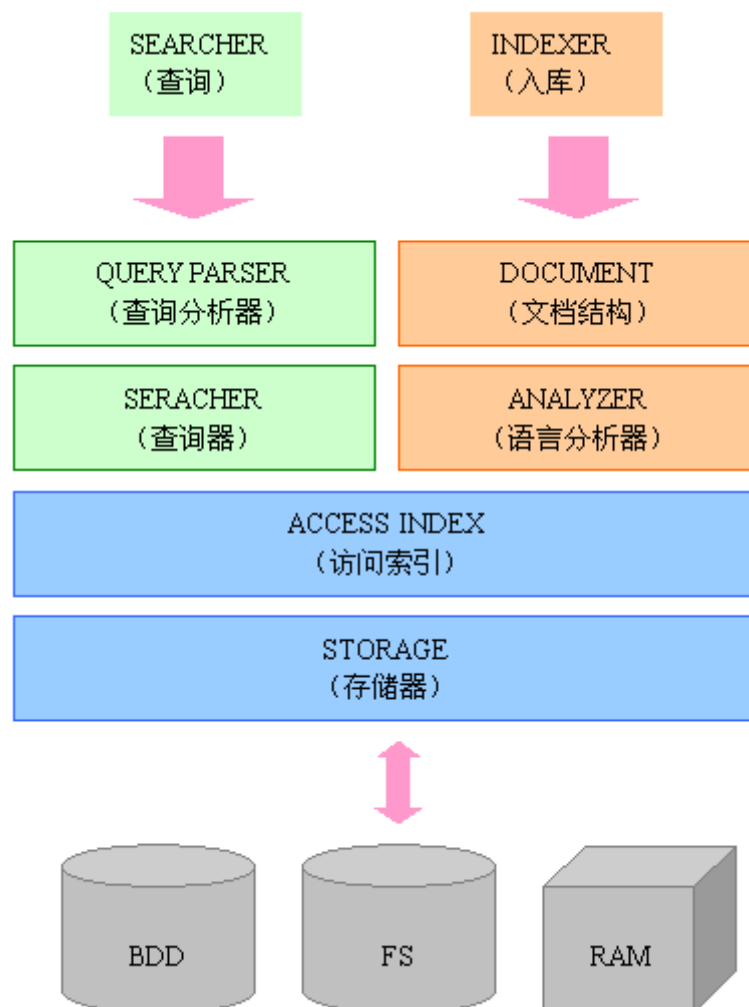 SEARCHER
（查询）
INDEXER
（入库）
QUERY PARSER
（查询分析器）
DOCUMENT
（文档结构）
SERACHER
（查询器）
ANALYZER
（语言分析器）
ACCESS INDEX
（访问索引）
STORAGE
（存储器）
BDD
FS
RAM